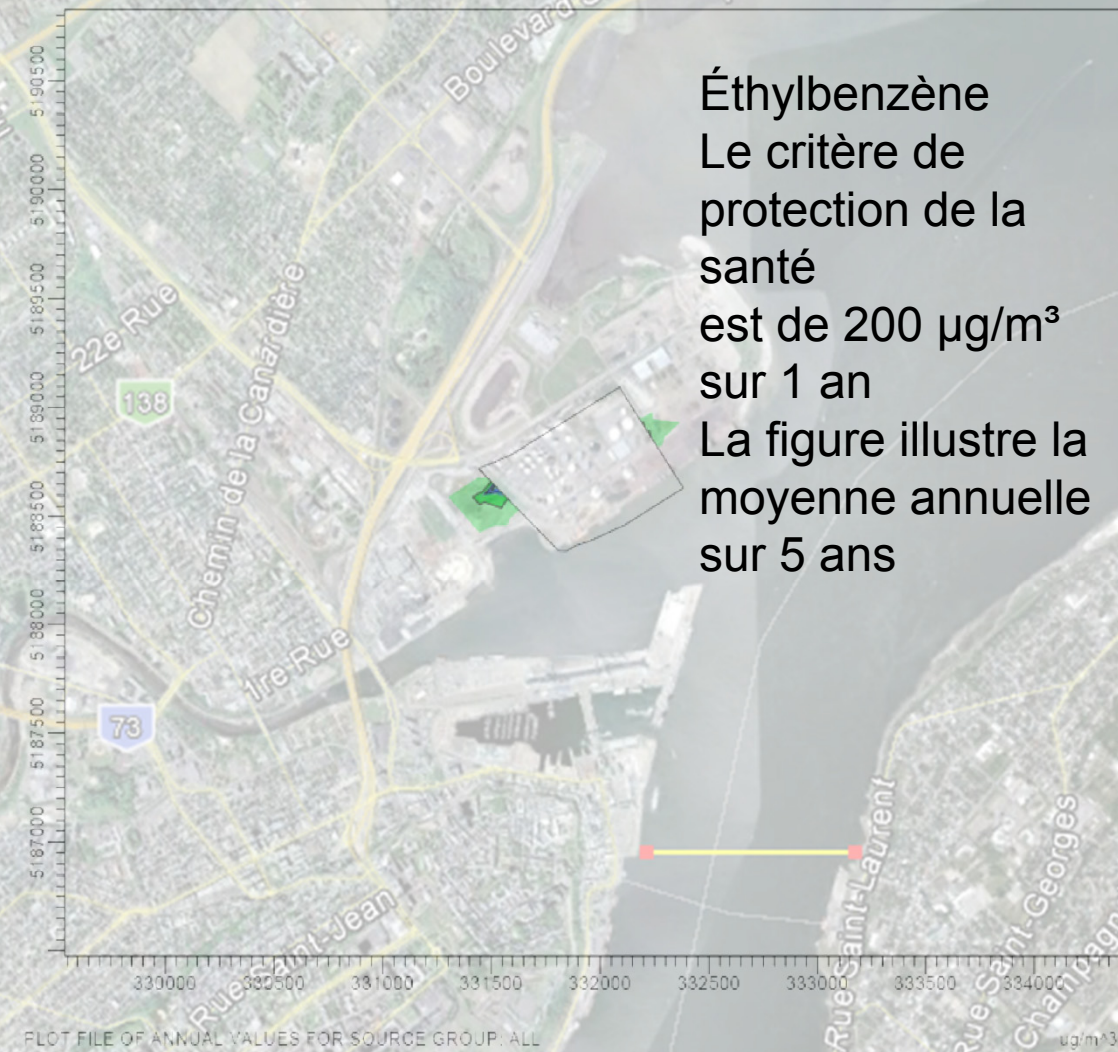 Éthylbenzène
Le critère de
protection de la
santé
est de 200 µg/m³
sur 1 an
La figure illustre la
moyenne annuelle
sur 5 ans
Boulevard
22e Rue
138
Chemin de la Canardière
1re Rue
73
Rue Saint-Jean
Rue Saint-Laurent
Rue Saint-Georges
Champagn
5190500
5190000
5189500
5189000
5188500
5188000
5187500
5187000
339000 330500 331000 331500 332000 332500 333000 333500 334000
PLOT FILE OF ANNUAL VALUES FOR SOURCE GROUP: ALL
ug/m^3